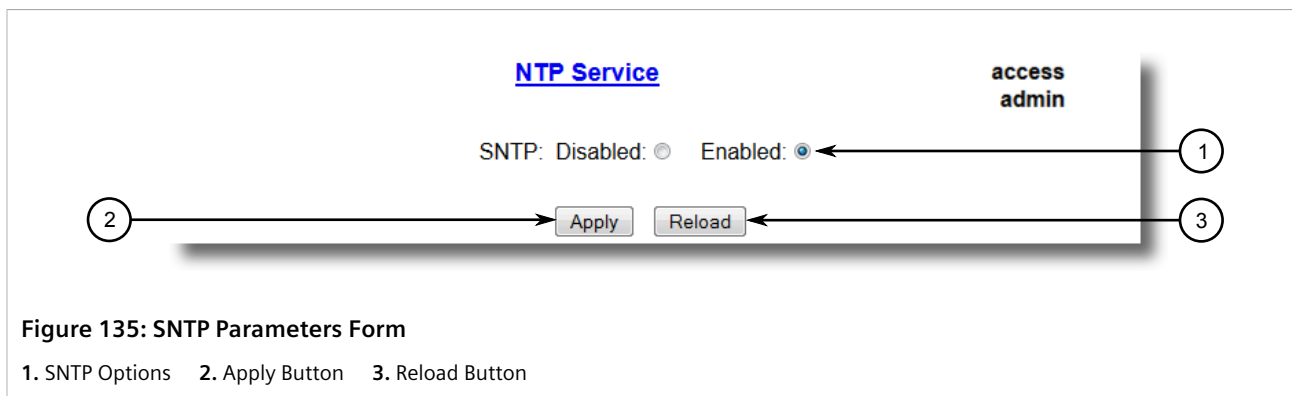 NTP Service
access
admin
SNTP: Disabled: Enabled:
1
2
Apply Reload
3
Figure 135: SNTP Parameters Form
1. SNTP Options 2. Apply Button 3. Reload Button